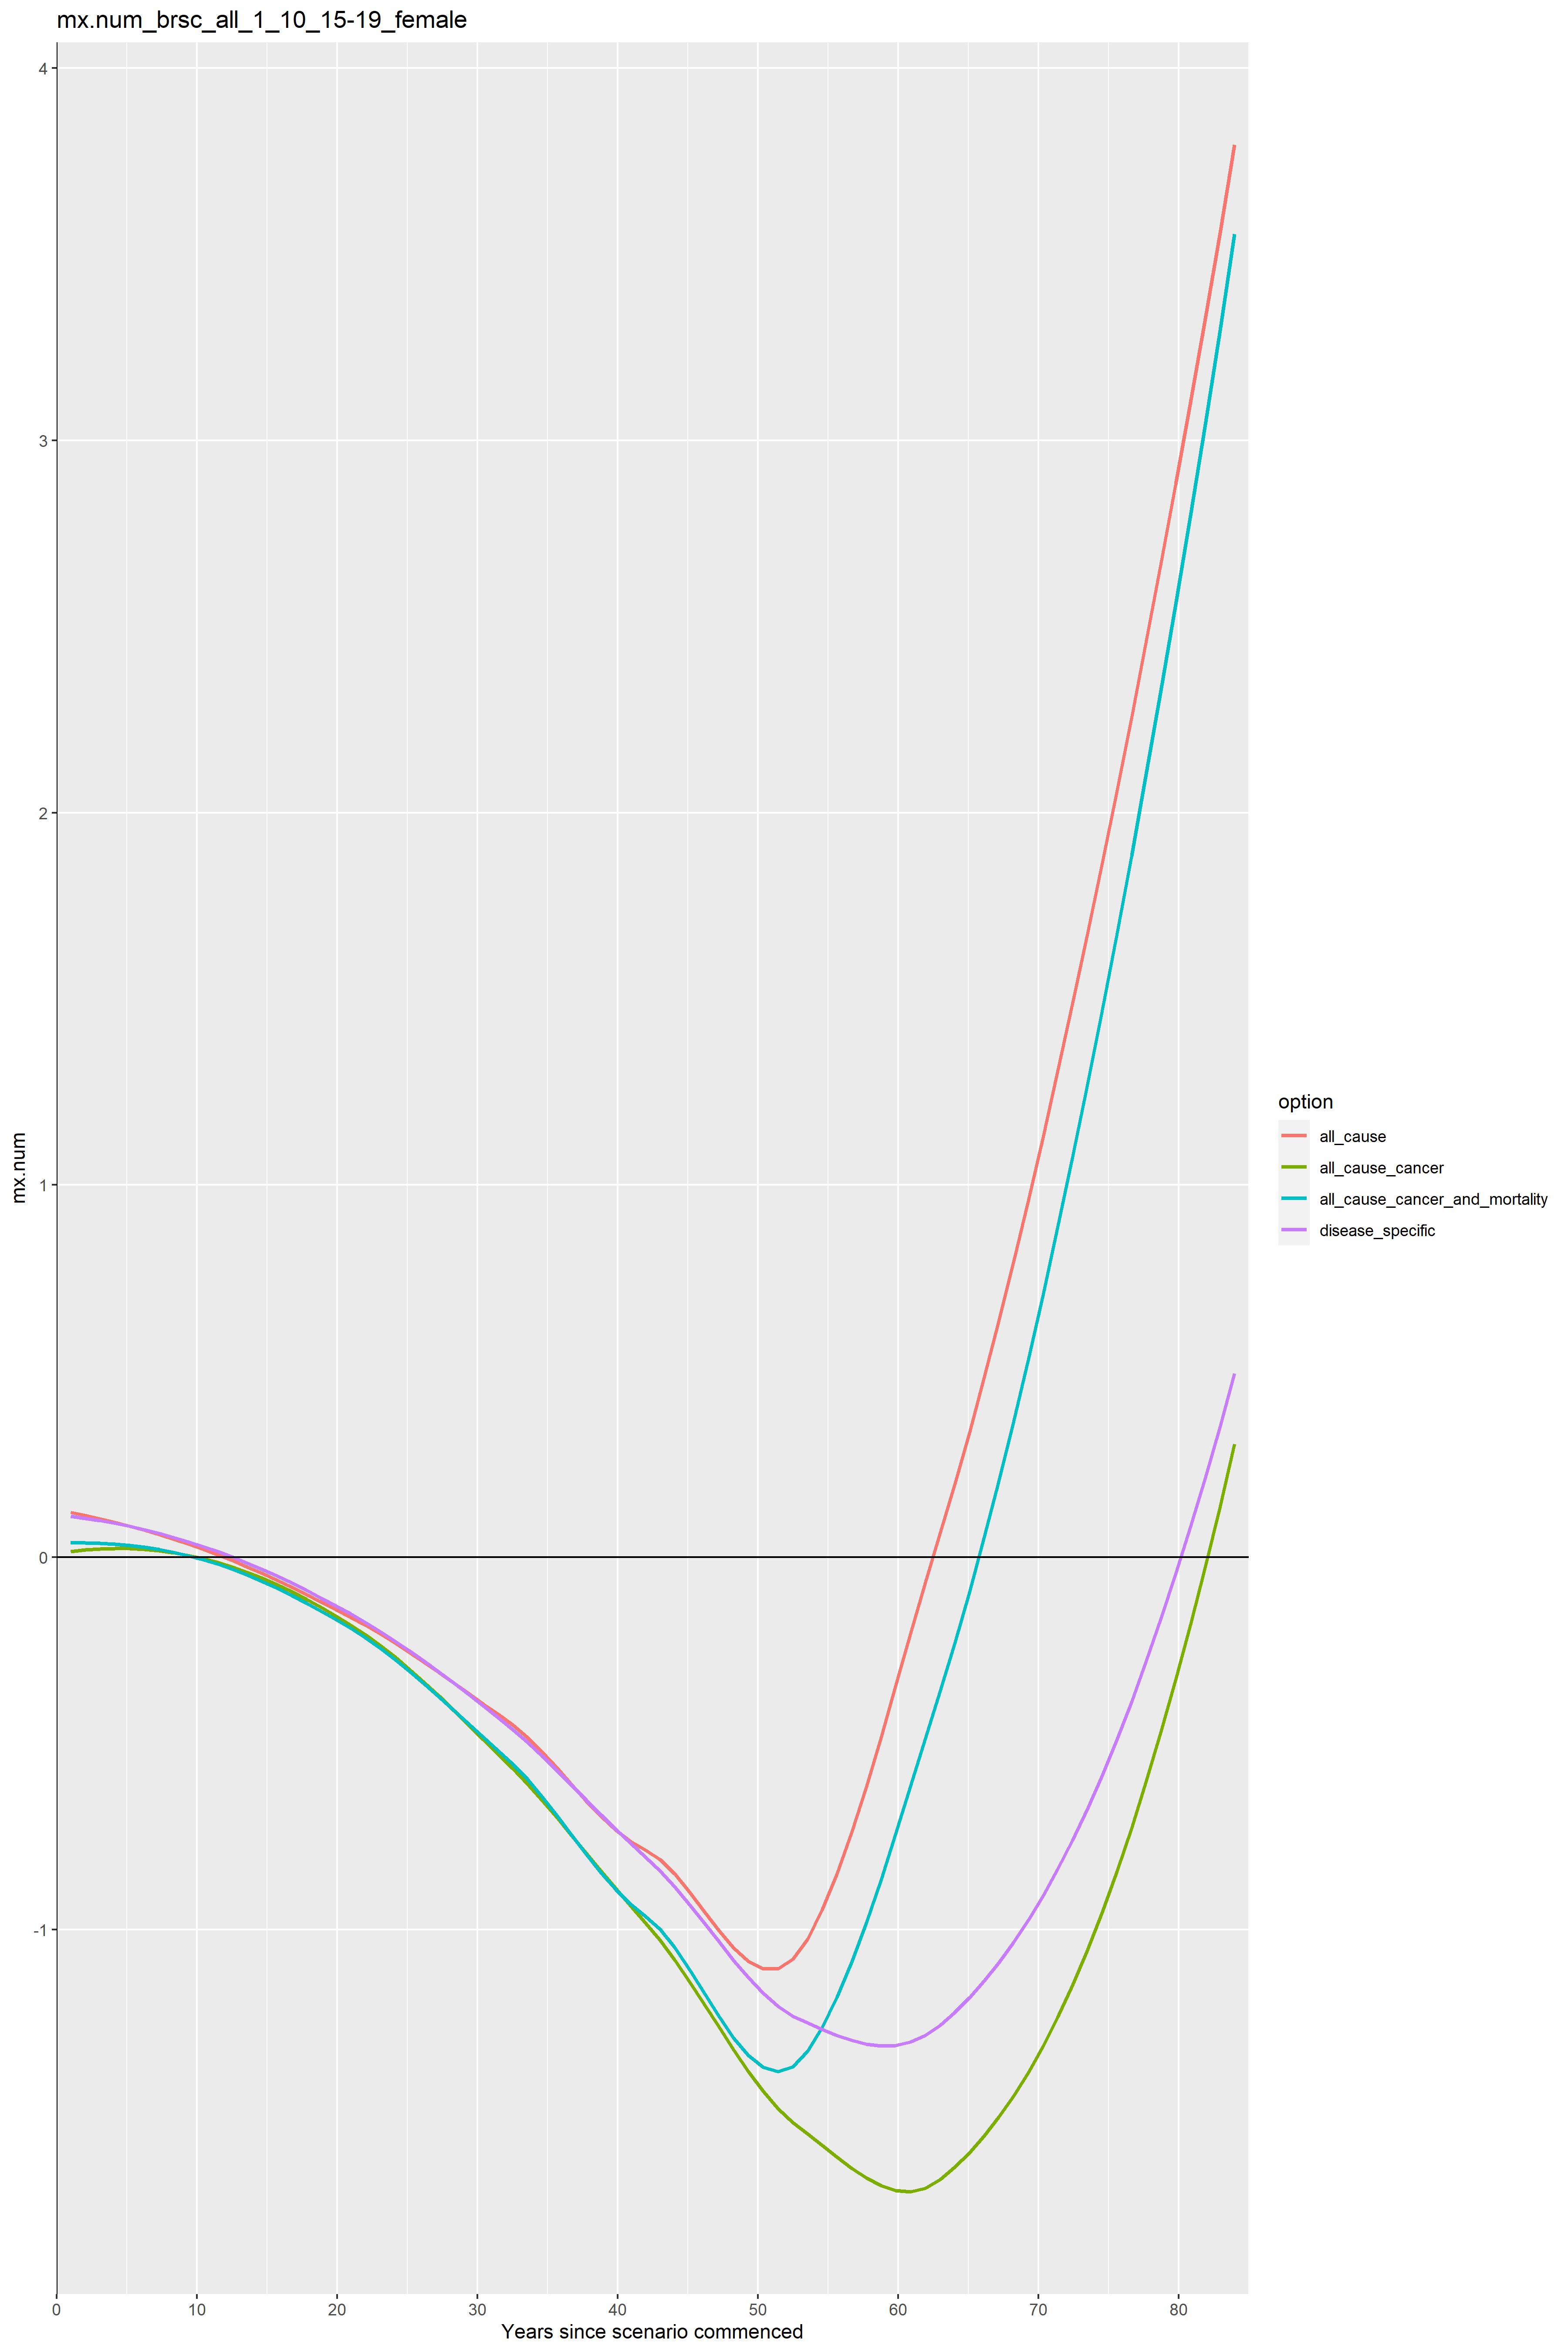 mx.num_brsc_all_1_10_15-19_female
4
3
2
1
0
-1
mx.num
0 10 20 30 40 50 60 70 80
Years since scenario commenced
option
all_cause
all_cause_cancer
all_cause_cancer_and_mortality
disease_specific